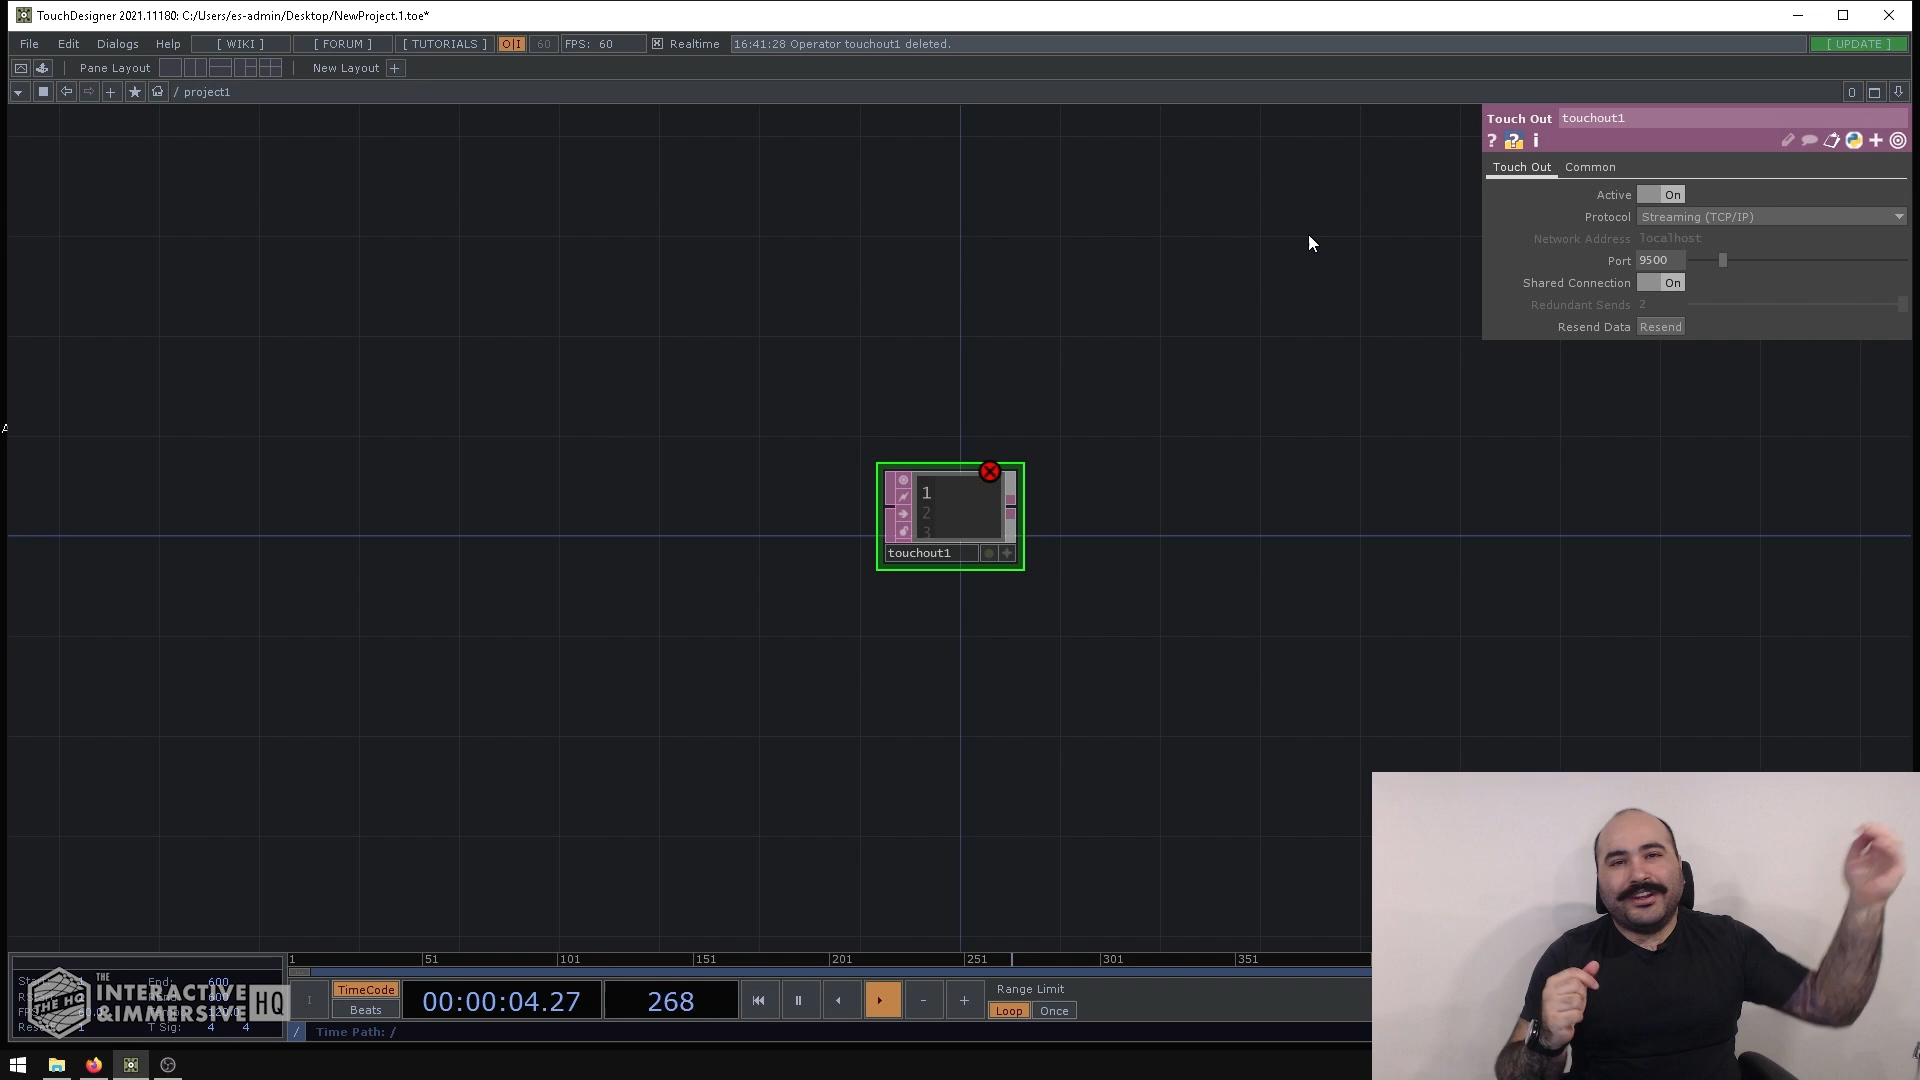 TouchDesigner 2021.11180: C:/Users/es-admin/Desktop/NewProject.1.toe*
File Edit Dialogs Help [ WIKI ] [ FORUM ] [ TUTORIALS ] O|I 60 FPS: 60 Realtime 16:41:28 Operator touchout1 deleted. [ UPDATE ]
Pane Layout New Layout +
/ project1 0
Touch Out touchout1
? ? i
Touch Out Common
Active On
Protocol Streaming (TCP/IP)
Network Address localhost
Port 9500
Shared Connection On
Redundant Sends 2
Resend Data Resend
A
1
2
3
touchout1
1 51 101 151 201 251 301 351
End: 600
TimeCode
Beats
00:00:04.27 268
- +
Range Limit
Loop Once
T Sig: 4 4
THE HQ
THE
INTERACTIVE
&IMMERSIVE HQ
/ Time Path: /